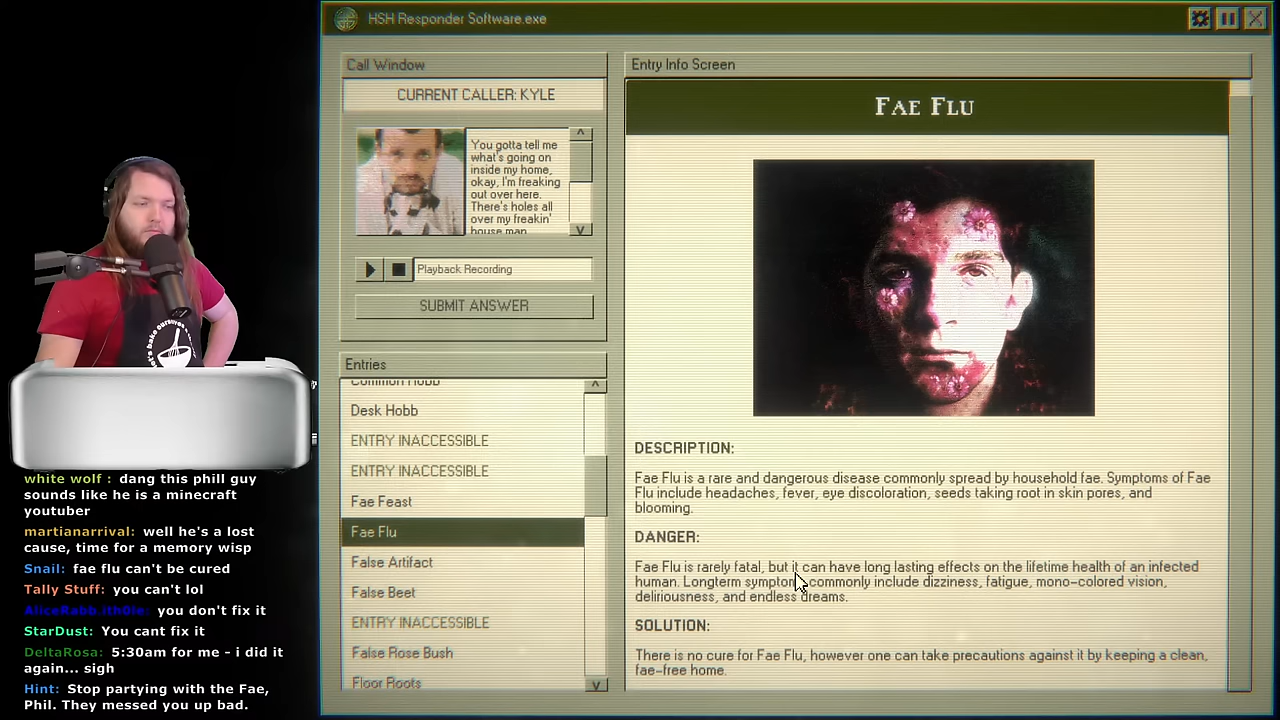 HSH Responder Software.exe
Call Window
CURRENT CALLER: KYLE
You gotta tell me
what's going on
inside my home,
okay, I'm freaking
out over here.
There's holes all
over my freakin'
house man
Playback Recording
SUBMIT ANSWER
Entries
Common Hobb
Desk Hobb
ENTRY INACCESSIBLE
ENTRY INACCESSIBLE
Fae Feast
Fae Flu
False Artifact
False Beet
ENTRY INACCESSIBLE
False Rose Bush
Floor Roots
Entry Info Screen
FAE FLU
DESCRIPTION:
Fae Flu is a rare and dangerous disease commonly spread by household fae. Symptoms of Fae
Flu include headaches, fever, eye discoloration, seeds taking root in skin pores, and
blooming.
DANGER:
Fae Flu is rarely fatal, but it can have long lasting effects on the lifetime health of an infected
human. Longterm symptoms commonly include dizziness, fatigue, mono-colored vision,
deliriousness, and endless dreams.
SOLUTION:
There is no cure for Fae Flu, however one can take precautions against it by keeping a clean,
fae-free home.
let's bake ourselves
white wolf : dang this phill guy
sounds like he is a minecraft
youtuber
martianarrival: well he's a lost
cause, time for a memory wisp
Snail: fae flu can't be cured
Tally Stuff: you can't lol
AliceRabb1th0le: you don't fix it
StarDust: You cant fix it
DeltaRosa: 5:30am for me - i did it
again... sigh
Hint: Stop partying with the Fae,
Phil. They messed you up bad.